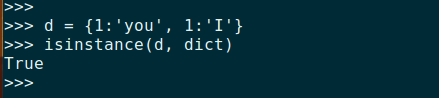 >>>
>>> d = {1:'you', 1:'I'}
>>> isinstance(d, dict)
True
>>>